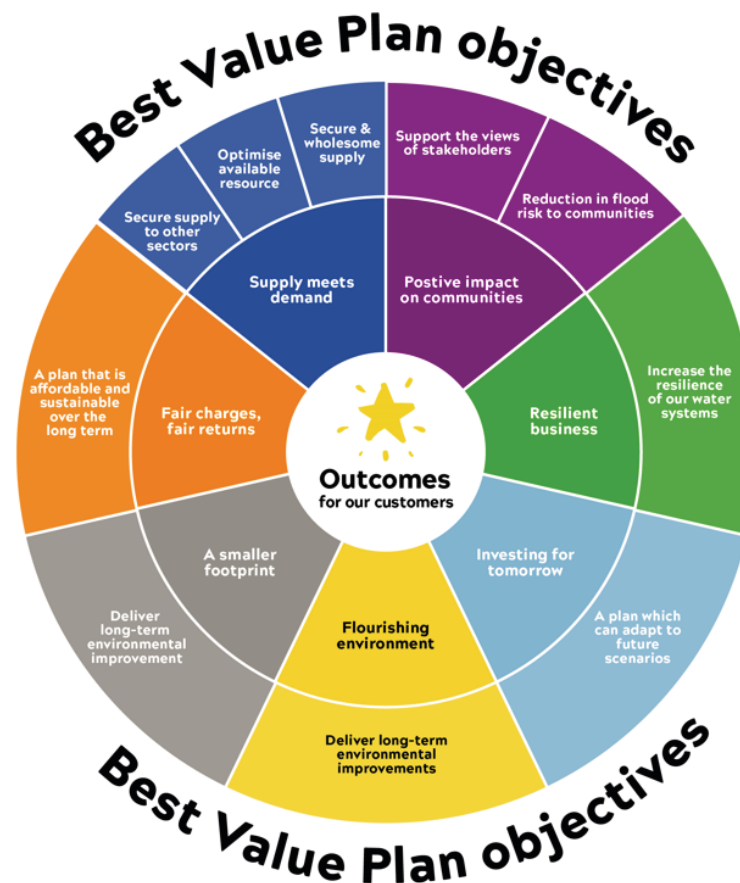 Best Value Plan objectives
Secure &
wholesome
supply
Support the views
of stakeholders
Optimise
available
resource
Reduction in flood
risk to communities
Secure supply
to other
sectors
Supply meets
demand
Postive impact
on communities
A plan that is
affordable and
sustainable
over the
long term
Fair charges,
fair returns
Resilient
business
Increase the
resilience
of our water
systems
Outcomes
for our customers
A smaller
footprint
Investing for
tomorrow
Deliver
long-term
environmental
improvement
Flourishing
environment
A plan which
can adapt to
future
scenarios
Deliver long-term
environmental
improvements
Best Value Plan objectives